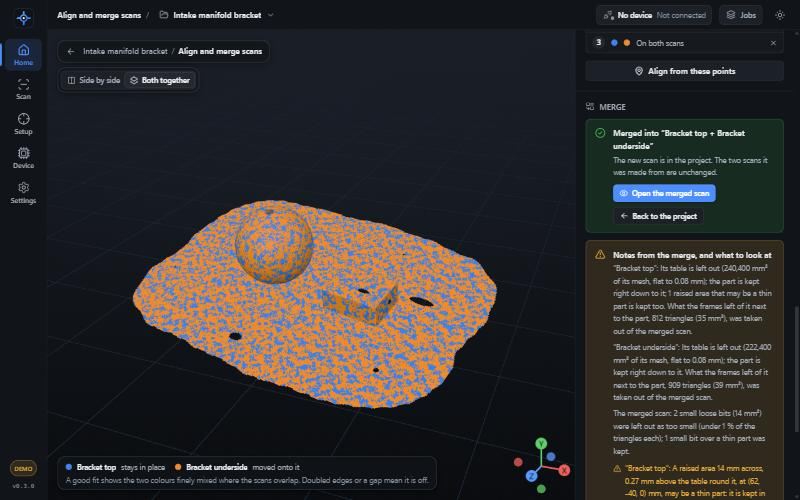 Align and merge scans / Intake manifold bracket
No device Not connected
Jobs
Home
Scan
Setup
Device
Settings
DEMO
v0.3.0
Intake manifold bracket / Align and merge scans
Side by side
Both together
Bracket top stays in place Bracket underside moved onto it
A good fit shows the two colours finely mixed where the scans overlap. Doubled edges or a gap mean it is off.
Y
X
Z
3 On both scans
Align from these points
MERGE
Merged into “Bracket top + Bracket
underside”
The new scan is in the project. The two scans it
was made from are unchanged.
Open the merged scan
Back to the project
Notes from the merge, and what to look at
“Bracket top”: Its table is left out (240,400 mm²
of its mesh, flat to 0.08 mm); the part is kept
right down to it; 1 raised area that may be a thin
part is kept too. What the frames left of it next
to the part, 812 triangles (35 mm²), was taken
out of the merged scan.
“Bracket underside”: Its table is left out (222,400
mm² of its mesh, flat to 0.08 mm); the part is
kept right down to it. What the frames left of it
next to the part, 909 triangles (39 mm²), was
taken out of the merged scan.
The merged scan: 2 small loose bits (14 mm²)
were left out as too small (under 1 % of the
triangles each); 1 small bit over a thin part was
kept.
“Bracket top”: A raised area 14 mm across,
0.27 mm above the table round it, at (62,
-40, 0) mm, may be a thin part: it is kept in